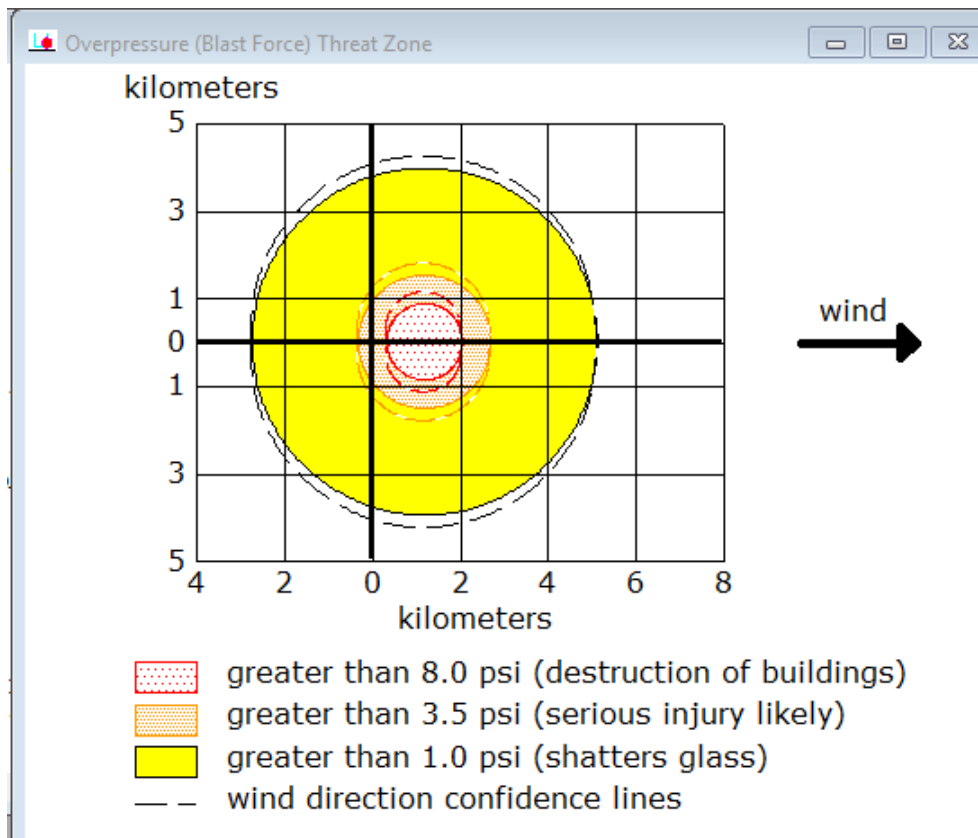 Overpressure (Blast Force) Threat Zone
kilometers
5
3
1
0
1
3
5
4 2 0 2 4 6 8
kilometers
wind
greater than 8.0 psi (destruction of buildings)
greater than 3.5 psi (serious injury likely)
greater than 1.0 psi (shatters glass)
wind direction confidence lines